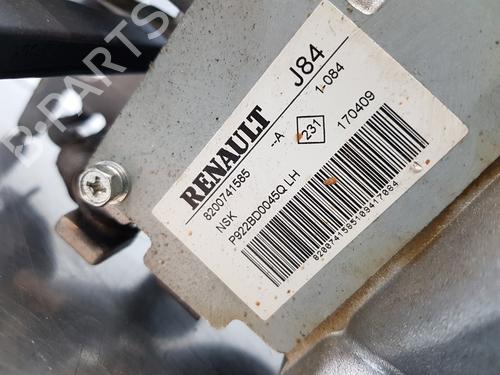 B-PARTS
RENAULT J84
8200741585 --A 231 1-084
NSK 170409
P922BD0045Q LH
8200741585109417084